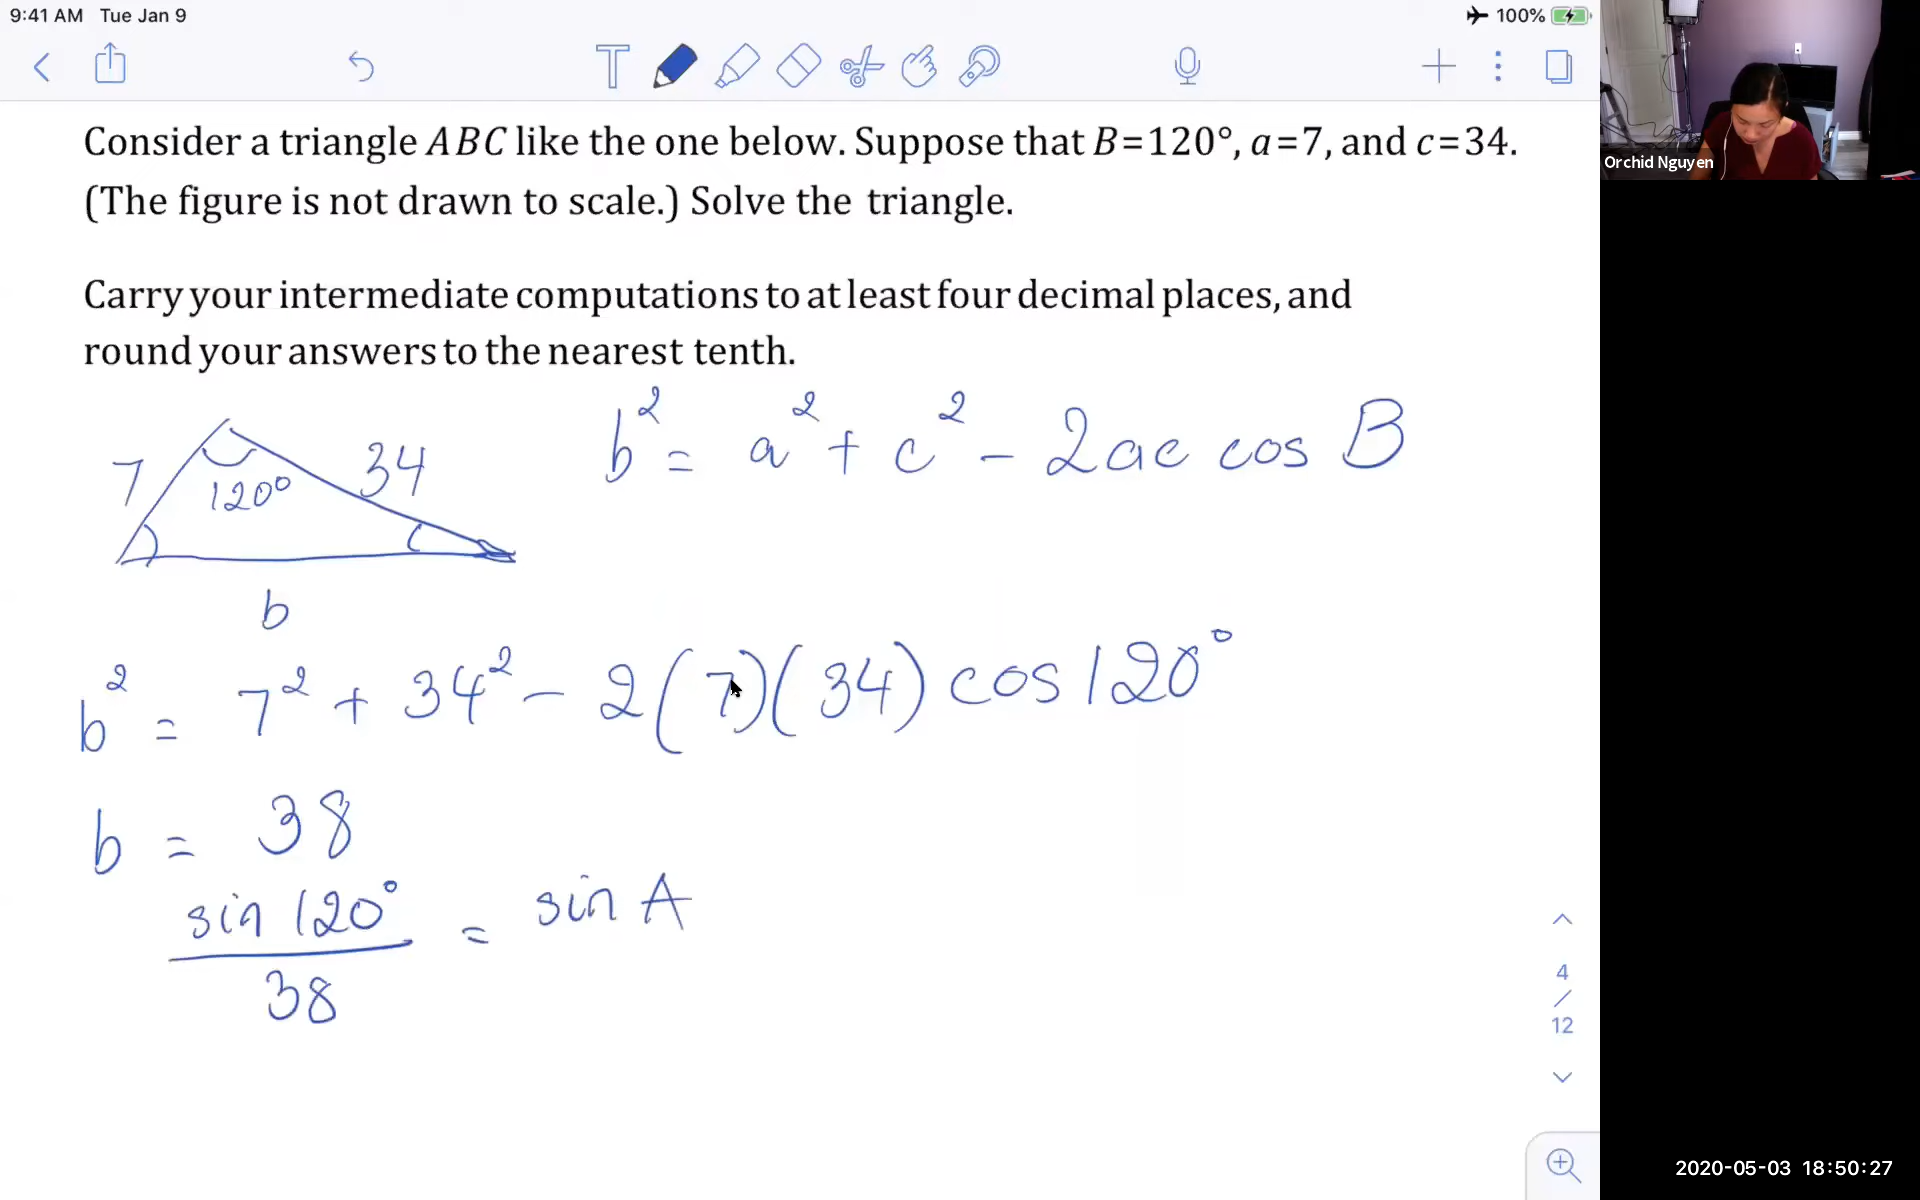 9:41 AM Tue Jan 9 100%
Consider a triangle ABC like the one below. Suppose that B=120°, a=7, and c=34.
(The figure is not drawn to scale.) Solve the triangle.
Carry your intermediate computations to at least four decimal places, and
round your answers to the nearest tenth.
7 120° 34
b
b² = a² + c² - 2ac cos B
b² = 7² + 34² - 2(7)(34) cos 120°
b = 38
sin 120° / 38 = sin A
4
/
12
Orchid Nguyen
2020-05-03 18:50:27